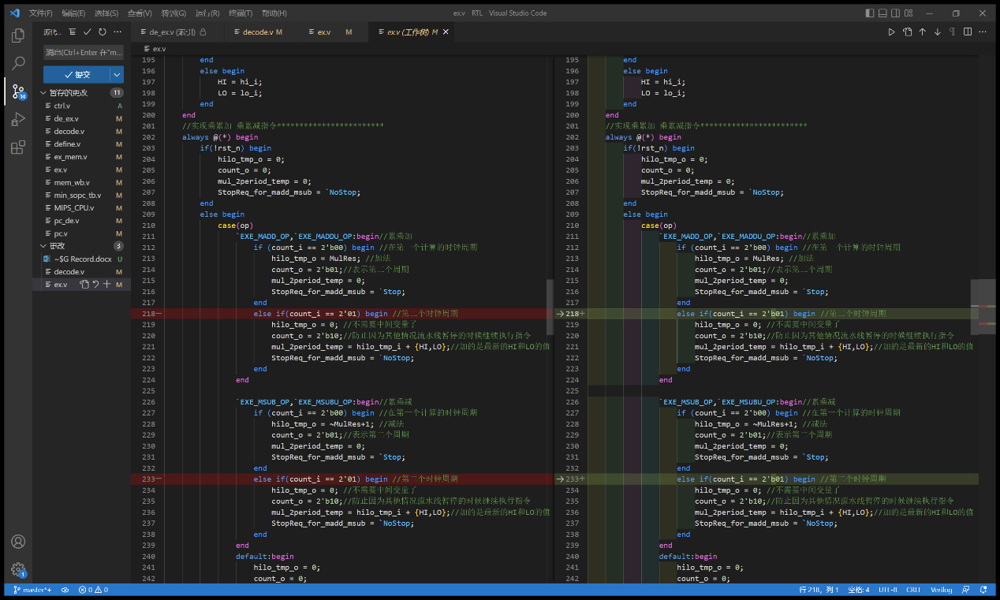 文件(F) 编辑(E) 选择(S) 查看(V) 转到(G) 运行(R) 终端(T) 帮助(H)
ex.v - RTL - Visual Studio Code
源代...
de_ex.v (索引)
decode.v M
ex.v M
ex.v (工作树) M
消息(Ctrl+Enter 在"m...
提交
暂存的更改 11
ctrl.v A
de_ex.v M
decode.v M
define.v M
ex_mem.v M
ex.v M
mem_wb.v M
min_sopc_tb.v M
MIPS_CPU.v M
pc_de.v M
pc.v M
更改 3
~$G Record.docx U
decode.v M
ex.v M
14
1
ex.v
195 end
196 else begin
197 HI = hi_i;
198 LO = lo_i;
199 end
200 end
201 //实现乘累加 乘累减指令************************
202 always @(*) begin
203 if(!rst_n) begin
204 hilo_tmp_o = 0;
205 count_o = 0;
206 mul_2period_temp = 0;
207 StopReq_for_madd_msub = `NoStop;
208 end
209 else begin
210 case(op)
211 `EXE_MADD_OP,`EXE_MADDU_OP:begin//累乘加
212 if (count_i == 2'b00) begin //在第一个计算的时钟周期
213 hilo_tmp_o = MulRes; //加法
214 count_o = 2'b01;//表示第二个周期
215 mul_2period_temp = 0;
216 StopReq_for_madd_msub = `Stop;
217 end
218− else if(count_i == 2'01) begin //第二个时钟周期
219 hilo_tmp_o = 0; //不需要中间变量了
220 count_o = 2'b10;//防止因为其他情况流水线暂停的时候继续执行指令
221 mul_2period_temp = hilo_tmp_i + {HI,LO};//加的是最新的HI和LO的值
222 StopReq_for_madd_msub = `NoStop;
223 end
224 end
225
226 `EXE_MSUB_OP,`EXE_MSUBU_OP:begin//累乘减
227 if (count_i == 2'b00) begin //在第一个计算的时钟周期
228 hilo_tmp_o = ~MulRes+1; //减法
229 count_o = 2'b01;//表示第二个周期
230 mul_2period_temp = 0;
231 StopReq_for_madd_msub = `Stop;
232 end
233− else if(count_i == 2'01) begin //第二个时钟周期
234 hilo_tmp_o = 0; //不需要中间变量了
235 count_o = 2'b10;//防止因为其他情况流水线暂停的时候继续执行指令
236 mul_2period_temp = hilo_tmp_i + {HI,LO};//加的是最新的HI和LO的值
237 StopReq_for_madd_msub = `NoStop;
238 end
239 end
240 default:begin
241 hilo_tmp_o = 0;
242 count_o = 0;
195 end
196 else begin
197 HI = hi_i;
198 LO = lo_i;
199 end
200 end
201 //实现乘累加 乘累减指令************************
202 always @(*) begin
203 if(!rst_n) begin
204 hilo_tmp_o = 0;
205 count_o = 0;
206 mul_2period_temp = 0;
207 StopReq_for_madd_msub = `NoStop;
208 end
209 else begin
210 case(op)
211 `EXE_MADD_OP,`EXE_MADDU_OP:begin//累乘加
212 if (count_i == 2'b00) begin //在第一个计算的时钟周期
213 hilo_tmp_o = MulRes; //加法
214 count_o = 2'b01;//表示第二个周期
215 mul_2period_temp = 0;
216 StopReq_for_madd_msub = `Stop;
217 end
218+ else if(count_i == 2'b01) begin //第二个时钟周期
219 hilo_tmp_o = 0; //不需要中间变量了
220 count_o = 2'b10;//防止因为其他情况流水线暂停的时候继续执行指令
221 mul_2period_temp = hilo_tmp_i + {HI,LO};//加的是最新的HI和LO的值
222 StopReq_for_madd_msub = `NoStop;
223 end
224 end
225
226 `EXE_MSUB_OP,`EXE_MSUBU_OP:begin//累乘减
227 if (count_i == 2'b00) begin //在第一个计算的时钟周期
228 hilo_tmp_o = ~MulRes+1; //减法
229 count_o = 2'b01;//表示第二个周期
230 mul_2period_temp = 0;
231 StopReq_for_madd_msub = `Stop;
232 end
233+ else if(count_i == 2'b01) begin //第二个时钟周期
234 hilo_tmp_o = 0; //不需要中间变量了
235 count_o = 2'b10;//防止因为其他情况流水线暂停的时候继续执行指令
236 mul_2period_temp = hilo_tmp_i + {HI,LO};//加的是最新的HI和LO的值
237 StopReq_for_madd_msub = `NoStop;
238 end
239 end
240 default:begin
241 hilo_tmp_o = 0;
242 count_o = 0;
master*+ 0 0
行 218, 列 1 空格: 4 UTF-8 CRLF Verilog